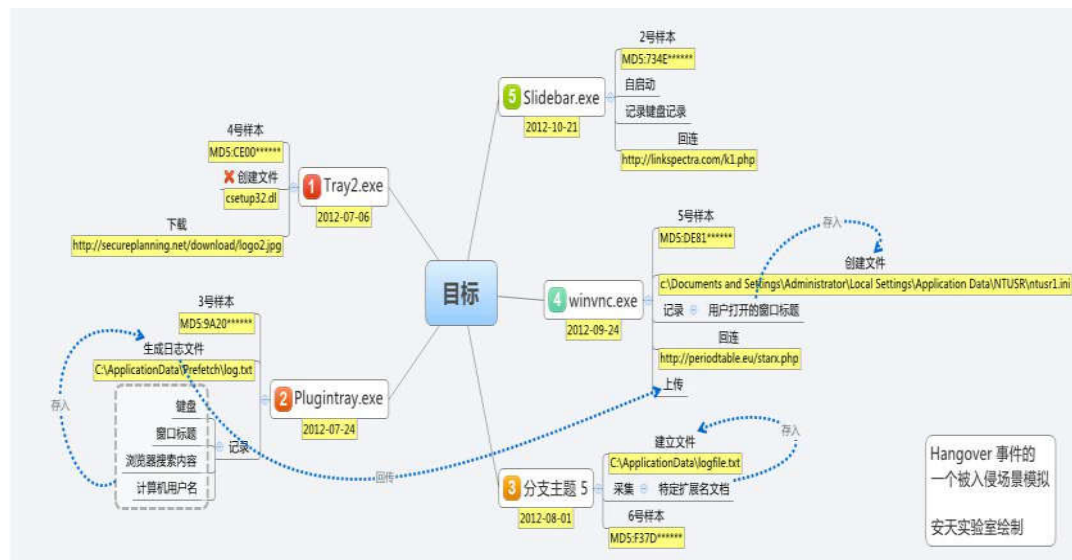 2号样本
MD5:734E******
自启动
5 Slidebar.exe
记录键盘记录
2012-10-21
回连
http://linkspectra.com/k1.php
4号样本
MD5:CE00******
创建文件
csetup32.dl
1 Tray2.exe
2012-07-06
下载
http://secureplanning.net/download/logo2.jpg
目标
5号样本
MD5:DE81******
存入
创建文件
c:\Documents and Settings\Administrator\Local Settings\Application Data\NTUSR\ntusr1.ini
4 winvnc.exe
记录
用户打开的窗口标题
2012-09-24
回连
http://periodtable.eu/starx.php
上传
3号样本
MD5:9A20******
生成日志文件
C:\ApplicationData\Prefetch\log.txt
2 Plugintray.exe
2012-07-24
存入
键盘
窗口标题
记录
浏览器搜索内容
计算机用户名
回传
建立文件
存入
C:\ApplicationData\logfile.txt
3 分支主题 5
采集
特定扩展名文档
2012-08-01
6号样本
MD5:F37D******
Hangover 事件的
一个被入侵场景模拟
安天实验室绘制